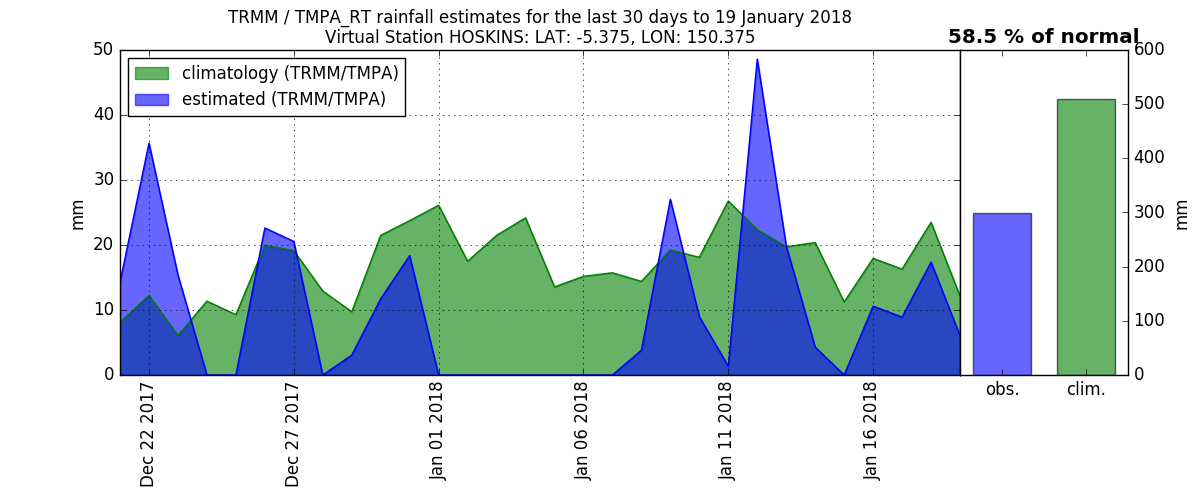 TRMM / TMPA_RT rainfall estimates for the last 30 days to 19 January 2018
Virtual Station HOSKINS: LAT: -5.375, LON: 150.375
58.5 % of normal
climatology (TRMM/TMPA)
estimated (TRMM/TMPA)
50
40
30
20
10
0
mm
Dec 22 2017
Dec 27 2017
Jan 01 2018
Jan 06 2018
Jan 11 2018
Jan 16 2018
600
500
400
300
200
100
0
mm
obs.
clim.